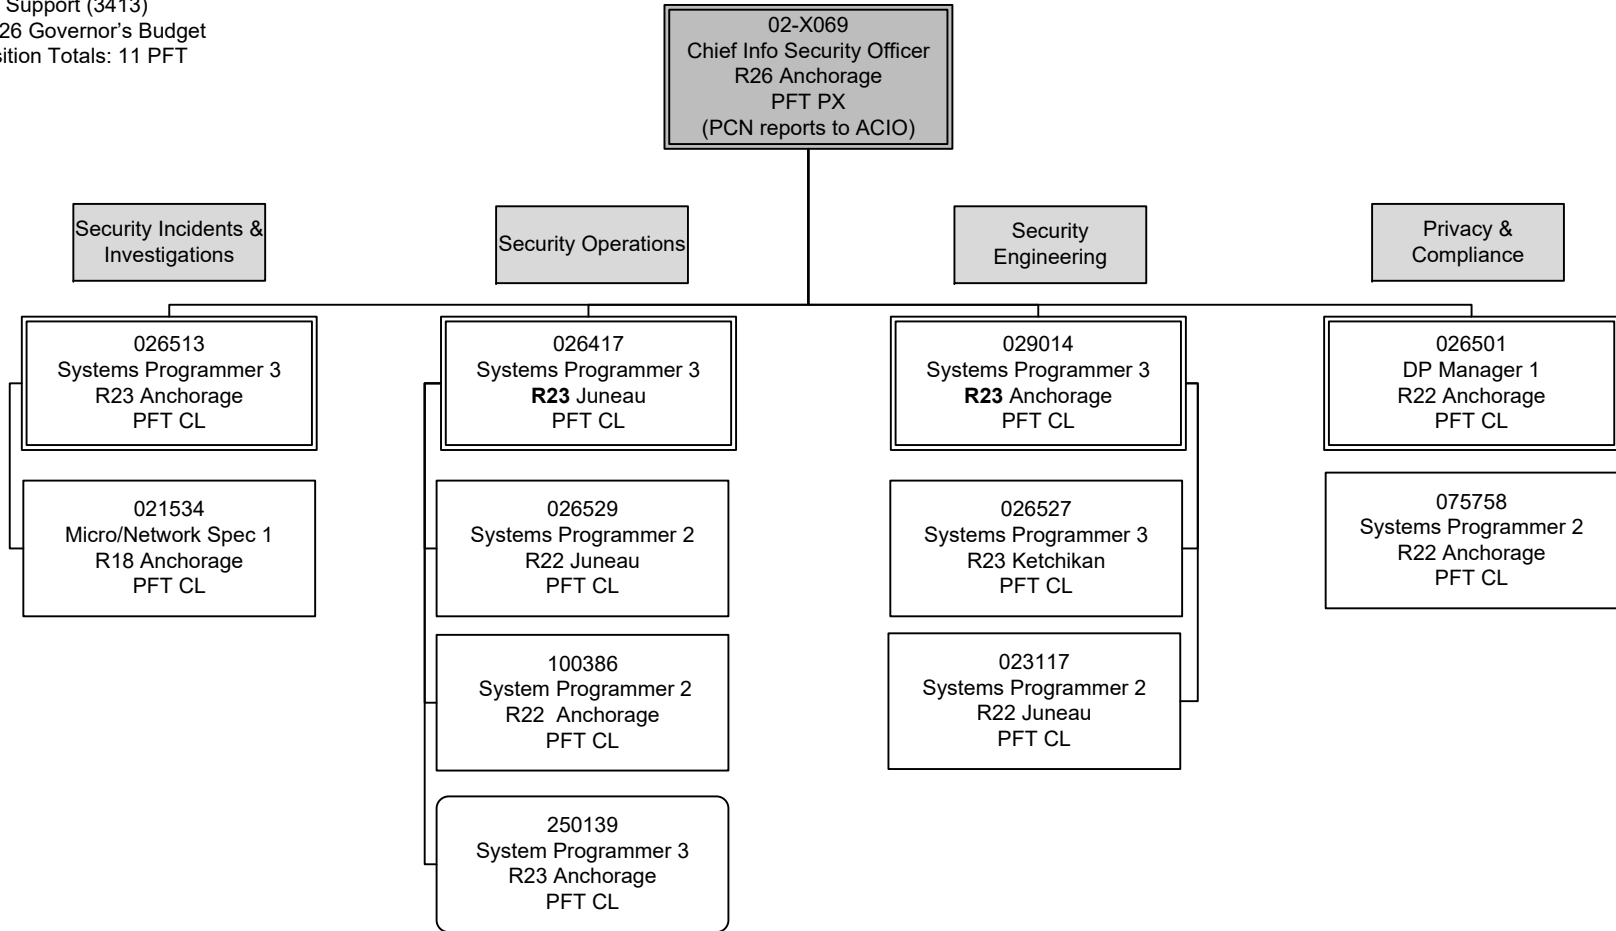 Support (3413)
26 Governor's Budget
Totals: 11 PFT
02-X069
Chief Info Security Officer
R26 Anchorage
PFT PX
(PCN reports to ACIO)
Security Incidents &
Investigations
Security Operations
Security
Engineering
Privacy &
Compliance
026513
Systems Programmer 3
R23 Anchorage
PFT CL
021534
Micro/Network Spec 1
R18 Anchorage
PFT CL
026417
Systems Programmer 3
R23 Juneau
PFT CL
026529
Systems Programmer 2
R22 Juneau
PFT CL
100386
System Programmer 2
R22  Anchorage
PFT CL
250139
System Programmer 3
R23 Anchorage
PFT CL
029014
Systems Programmer 3
R23 Anchorage
PFT CL
026527
Systems Programmer 3
R23 Ketchikan
PFT CL
023117
Systems Programmer 2
R22 Juneau
PFT CL
026501
DP Manager 1
R22 Anchorage
PFT CL
075758
Systems Programmer 2
R22 Anchorage
PFT CL